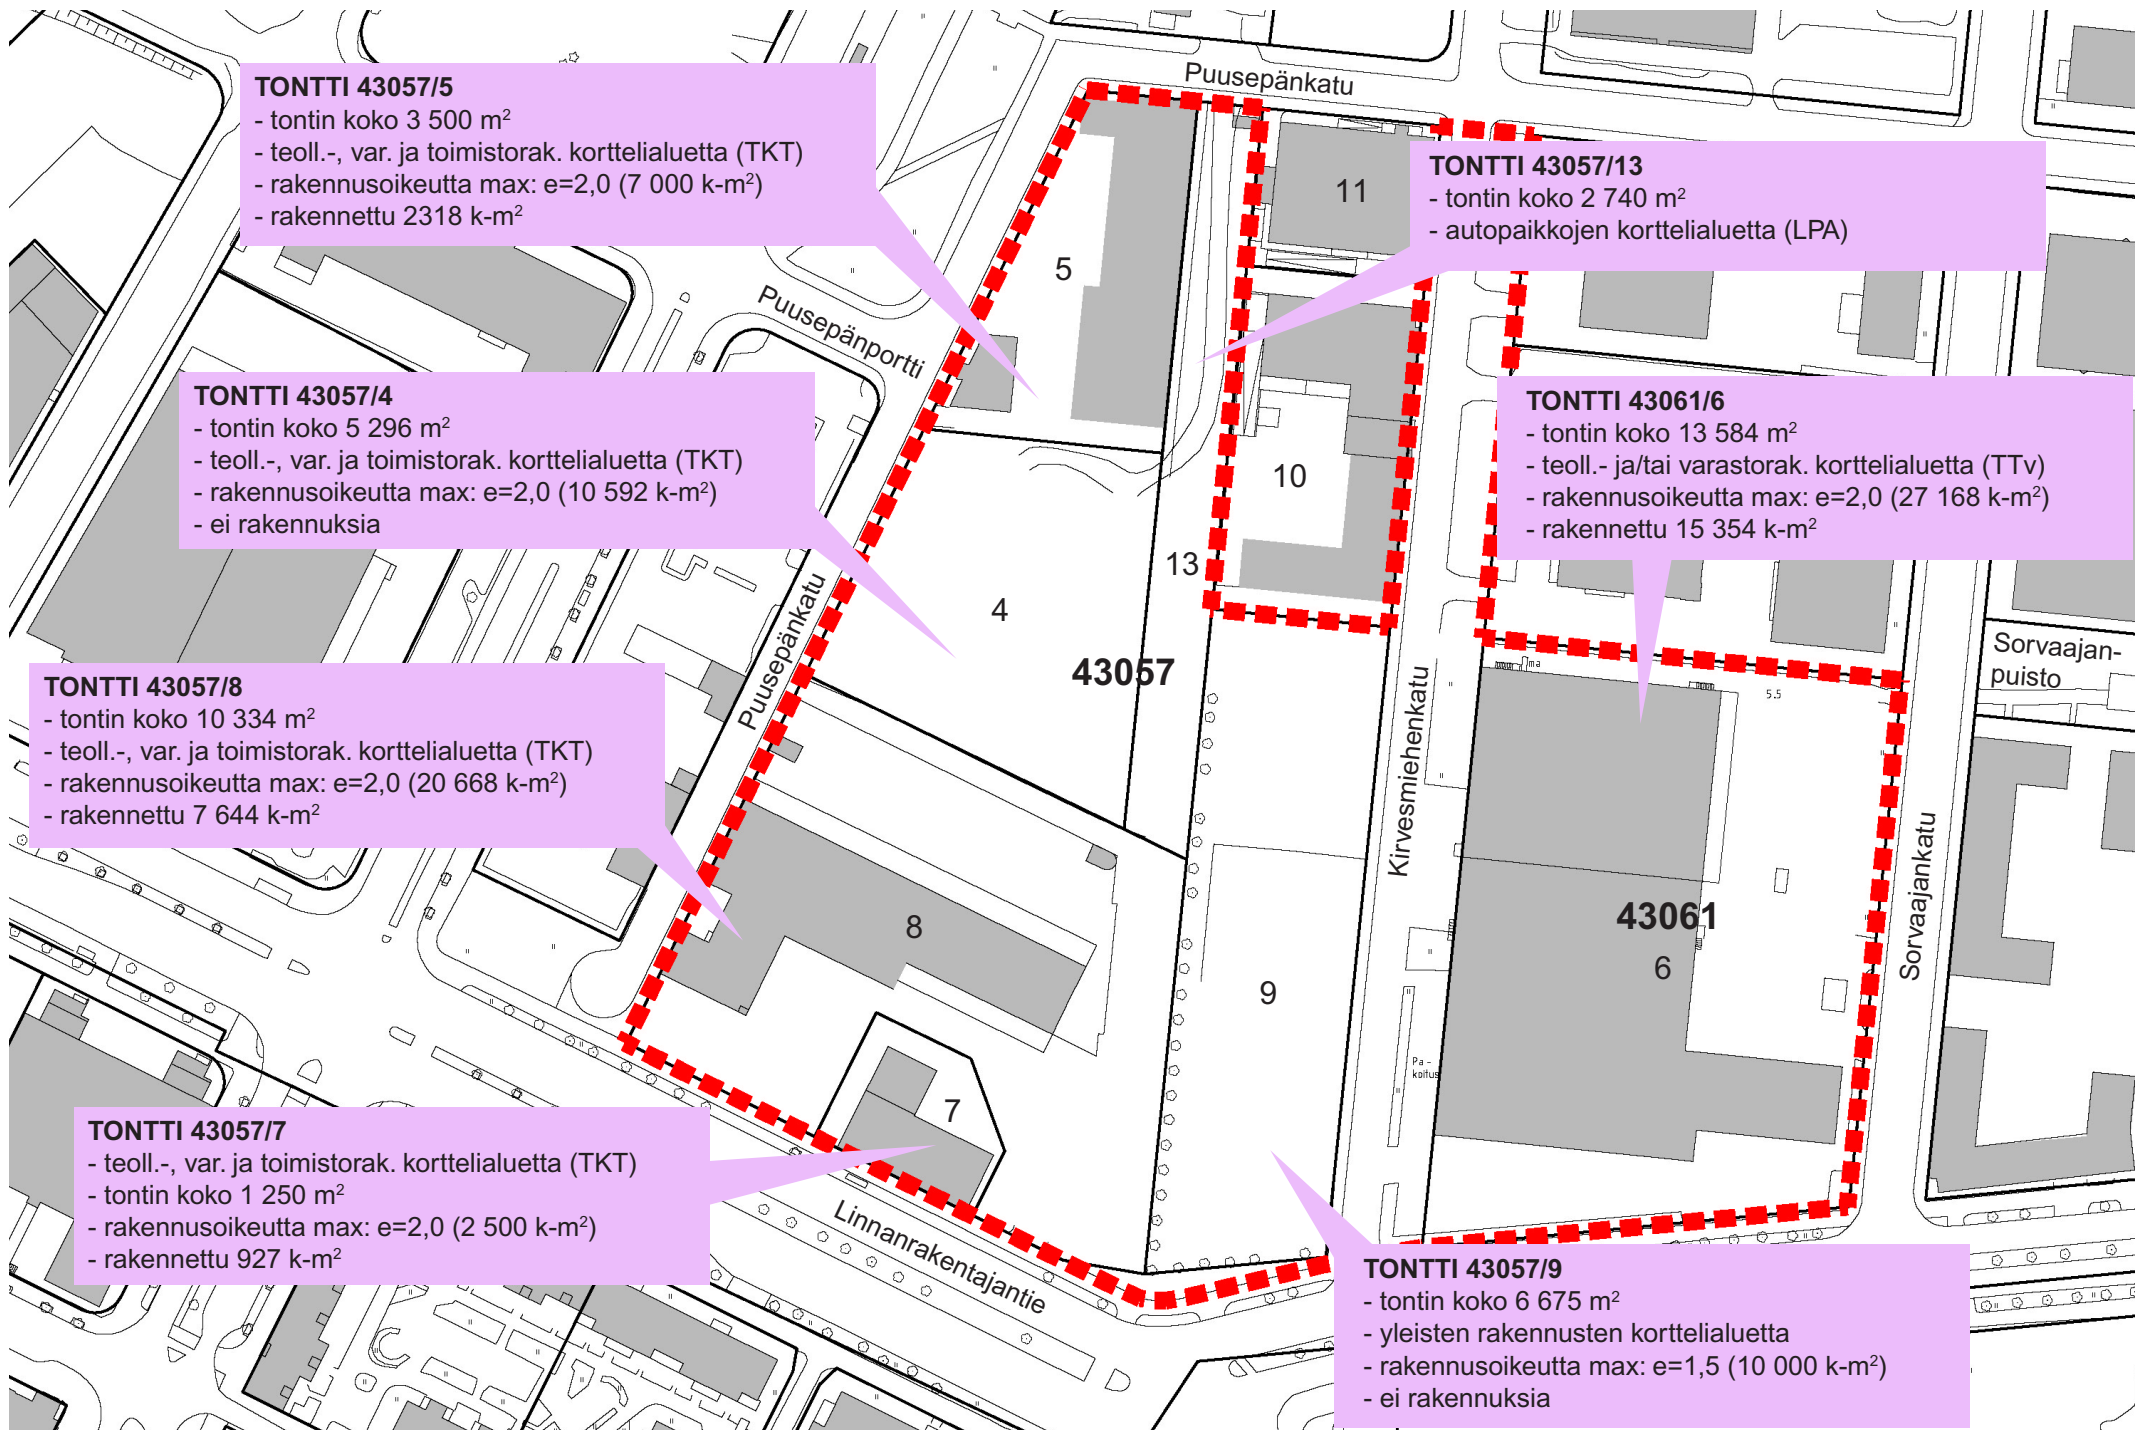 Puusepänkatu
TONTTI 43057/5
- tontin koko 3 500 m²
- teoll.-, var. ja toimistorak. korttelialuetta (TKT)
- rakennusoikeutta max: e=2,0 (7 000 k-m²)
- rakennettu 2318 k-m²
TONTTI 43057/13
- tontin koko 2 740 m²
- autopaikkojen korttelialuetta (LPA)
11
5
Puusepänportti
TONTTI 43057/4
- tontin koko 5 296 m²
- teoll.-, var. ja toimistorak. korttelialuetta (TKT)
- rakennusoikeutta max: e=2,0 (10 592 k-m²)
- ei rakennuksia
TONTTI 43061/6
- tontin koko 13 584 m²
- teoll.- ja/tai varastorak. korttelialuetta (TTv)
- rakennusoikeutta max: e=2,0 (27 168 k-m²)
- rakennettu 15 354 k-m²
10
13
4
Puusepänkatu
43057
Sorvaajan-
puisto
ma
5.5
TONTTI 43057/8
- tontin koko 10 334 m²
- teoll.-, var. ja toimistorak. korttelialuetta (TKT)
- rakennusoikeutta max: e=2,0 (20 668 k-m²)
- rakennettu 7 644 k-m²
Kirvesmiehenkatu
Sorvaajankatu
8
43061
6
9
Pa-
koitus
7
TONTTI 43057/7
- teoll.-, var. ja toimistorak. korttelialuetta (TKT)
- tontin koko 1 250 m²
- rakennusoikeutta max: e=2,0 (2 500 k-m²)
- rakennettu 927 k-m²
Linnanrakentajantie
TONTTI 43057/9
- tontin koko 6 675 m²
- yleisten rakennusten korttelialuetta
- rakennusoikeutta max: e=1,5 (10 000 k-m²)
- ei rakennuksia